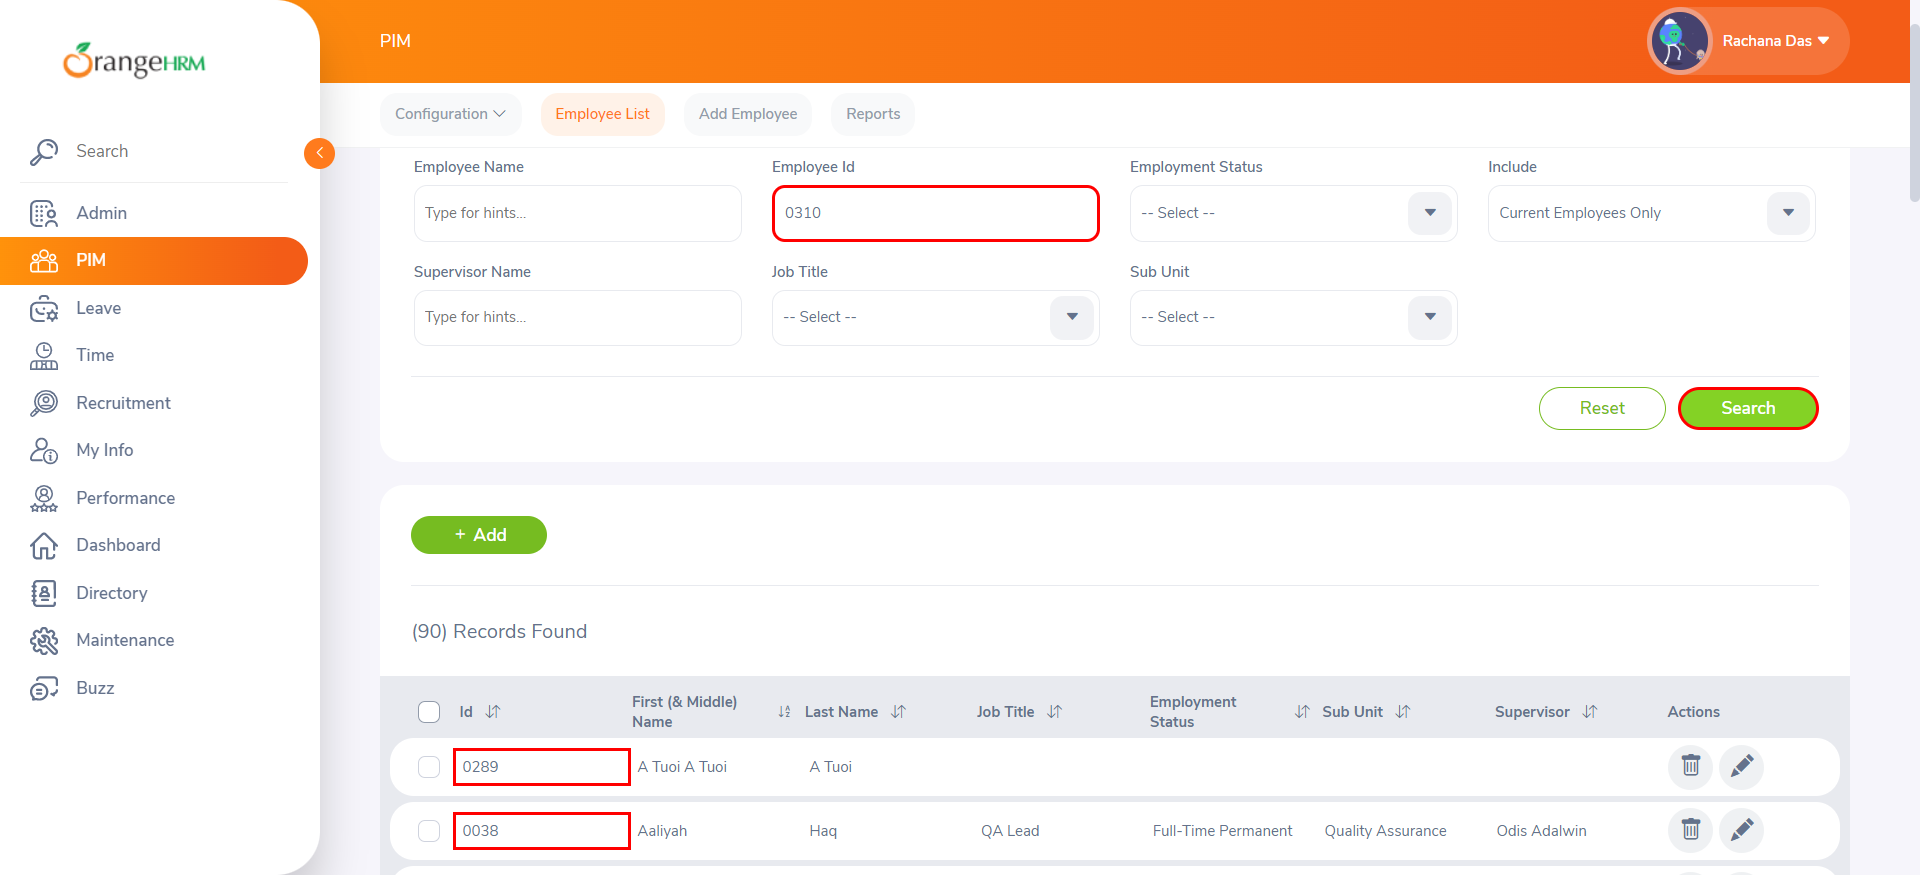 OrangeHRM
PIM
Rachana Das
Configuration
Employee List
Add Employee
Reports
Search
Admin
PIM
Leave
Time
Recruitment
My Info
Performance
Dashboard
Directory
Maintenance
Buzz
Employee Name
Employee Id
Employment Status
Include
Type for hints...
0310
-- Select --
Current Employees Only
Supervisor Name
Job Title
Sub Unit
Type for hints...
-- Select --
-- Select --
Reset
Search
+ Add
(90) Records Found
Id
First (& Middle)
Name
Last Name
Job Title
Employment
Status
Sub Unit
Supervisor
Actions
0289 A Tuoi A Tuoi A Tuoi
0038 Aaliyah Haq QA Lead Full-Time Permanent Quality Assurance Odis Adalwin